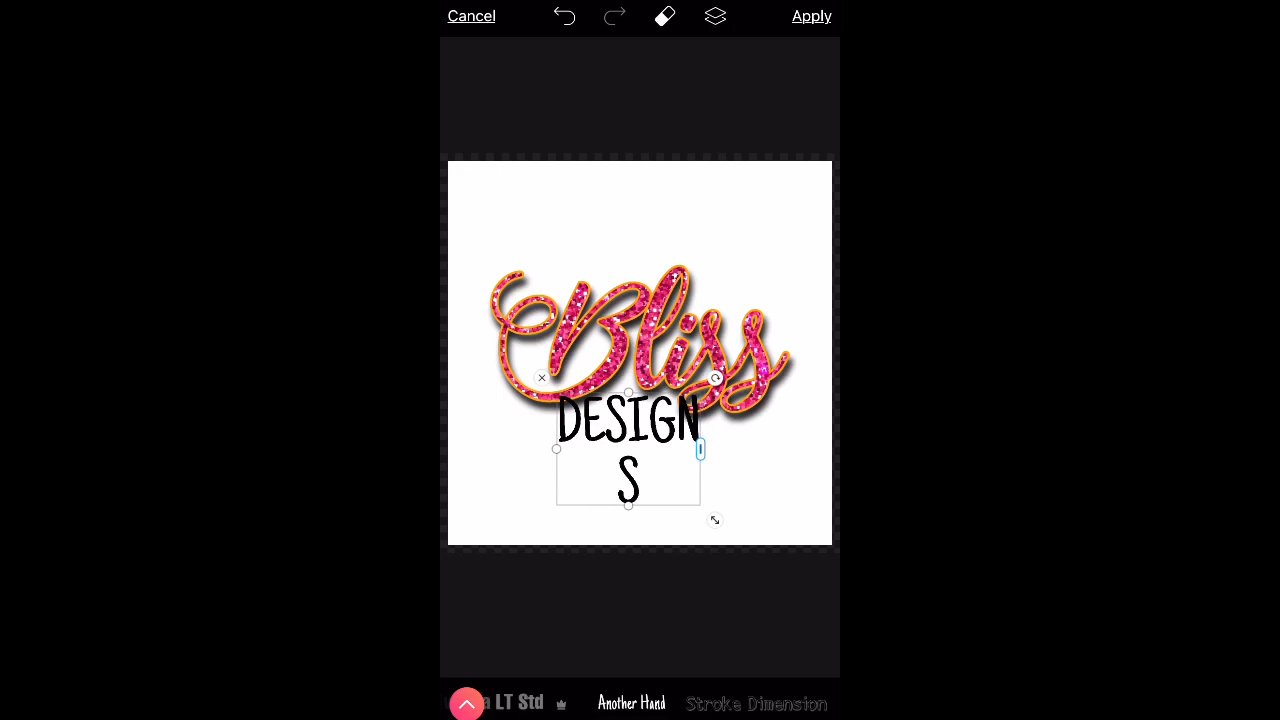 Cancel Apply
Bliss
DESIGN
S
a LT Std Another Hand Stroke Dimension